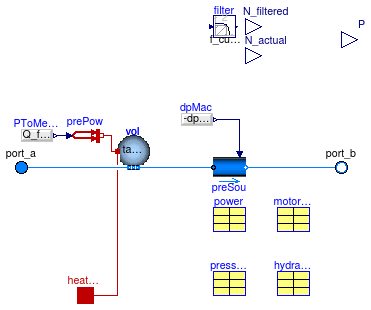 filter
N_filtered
P
f_cu...
N_actual
dpMac
-dp...
PToMe...
prePow
vol
Q_f...
ta...
port_a
port_b
preSou
power
motor...
heat...
press...
hydra...